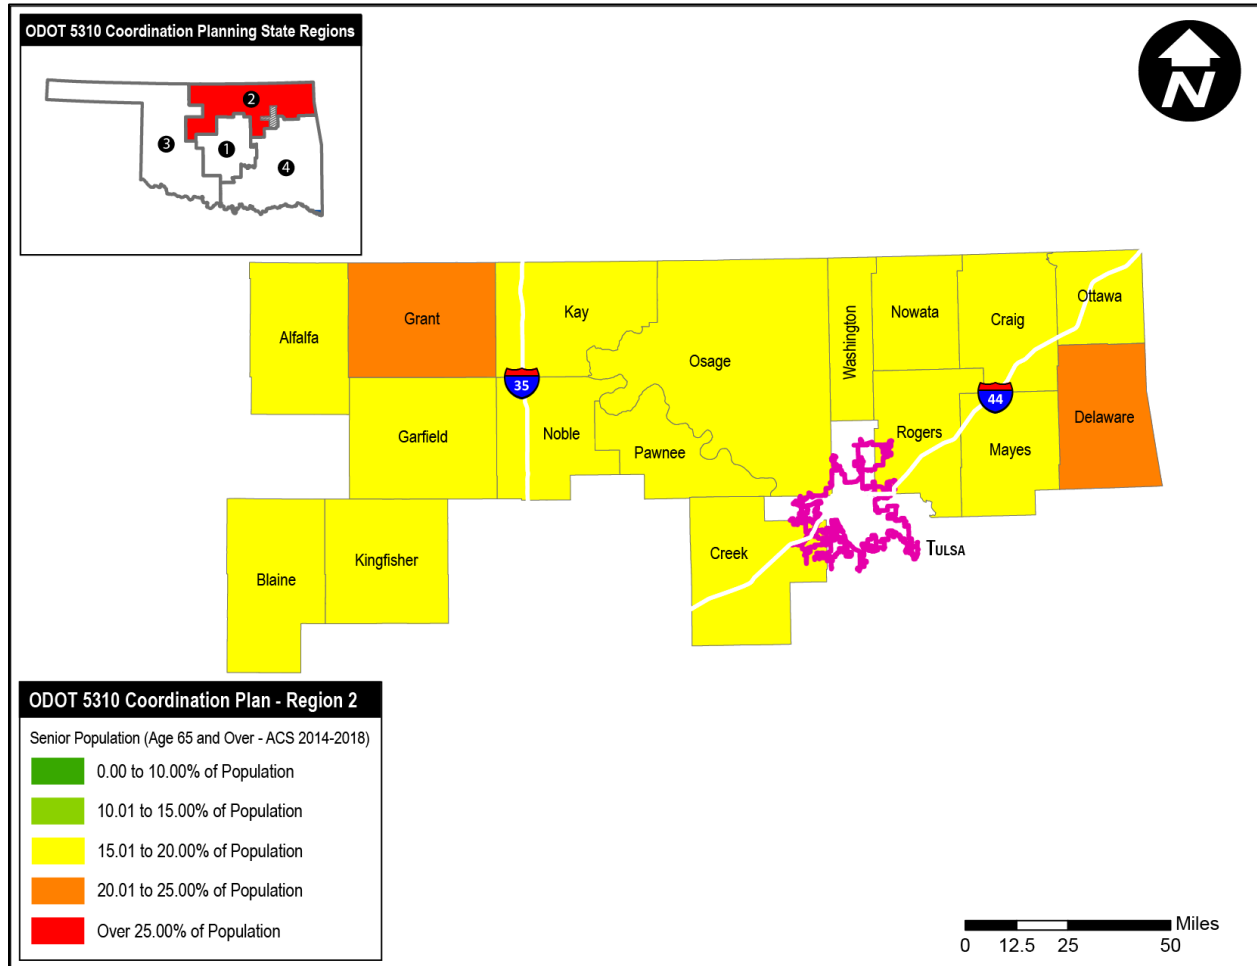 ODOT 5310 Coordination Planning State Regions
2
3
1
4
N
Alfalfa
Grant
Kay
Osage
Washington
Nowata
Craig
Ottawa
35
44
Garfield
Noble
Pawnee
Rogers
Mayes
Delaware
Blaine
Kingfisher
Creek
TULSA
ODOT 5310 Coordination Plan - Region 2
Senior Population (Age 65 and Over - ACS 2014-2018)
0.00 to 10.00% of Population
10.01 to 15.00% of Population
15.01 to 20.00% of Population
20.01 to 25.00% of Population
Over 25.00% of Population
Miles
0 12.5 25 50